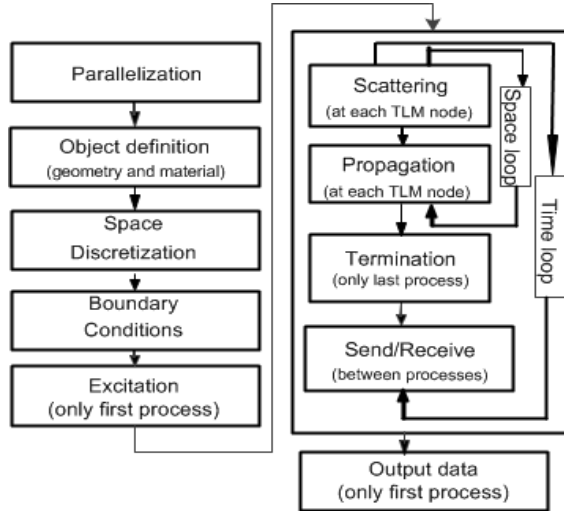 Parallelization
Object definition
(geometry and material)
Space
Discretization
Boundary
Conditions
Excitation
(only first process)
Scattering
(at each TLM node)
Propagation
(at each TLM node)
Termination
(only last process)
Send/Receive
(between processes)
Space loop
Time loop
Output data
(only first process)